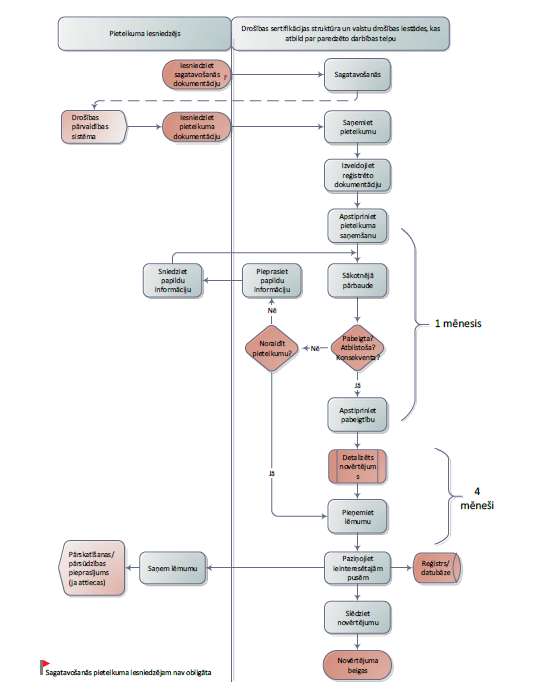 Pieteikuma iesniedzējs
Drošības sertifikācijas struktūra un valstu drošības iestādes, kas
atbild par paredzēto darbības telpu
Iesniedziet
sagatavošanās
dokumentāciju
Sagatavošanās
Drošības
pārvaldības
sistēma
Iesniedziet
pieteikuma
dokumentāciju
Saņemiet
pieteikumu
Izveidojiet
reģistrēto
dokumentāciju
Apstipriniet
pieteikuma
saņemšanu
Sniedziet
papildu
informāciju
Pieprasiet
papildu
informāciju
Sākotnējā
pārbaude
1 mēnesis
Nē
Noraidīt
pieteikumu?
Nē
Pabeigta?
Atbilstoša?
Konsekventa?
Jā
Apstipriniet
pabeigtību
Jā
Detalizēts
novērtējum
s
4
mēneši
Pieņemiet
lēmumu
Pārskatīšanas/
pārsūdzības
pieprasījums
(ja attiecas)
Saņem lēmumu
Paziņojiet
ieinteresētajām
pusēm
Reģistrs/
datubāze
Slēdziet
novērtējumu
Novērtējuma
beigas
Sagatavošanās pieteikuma iesniedzējam nav obligāta